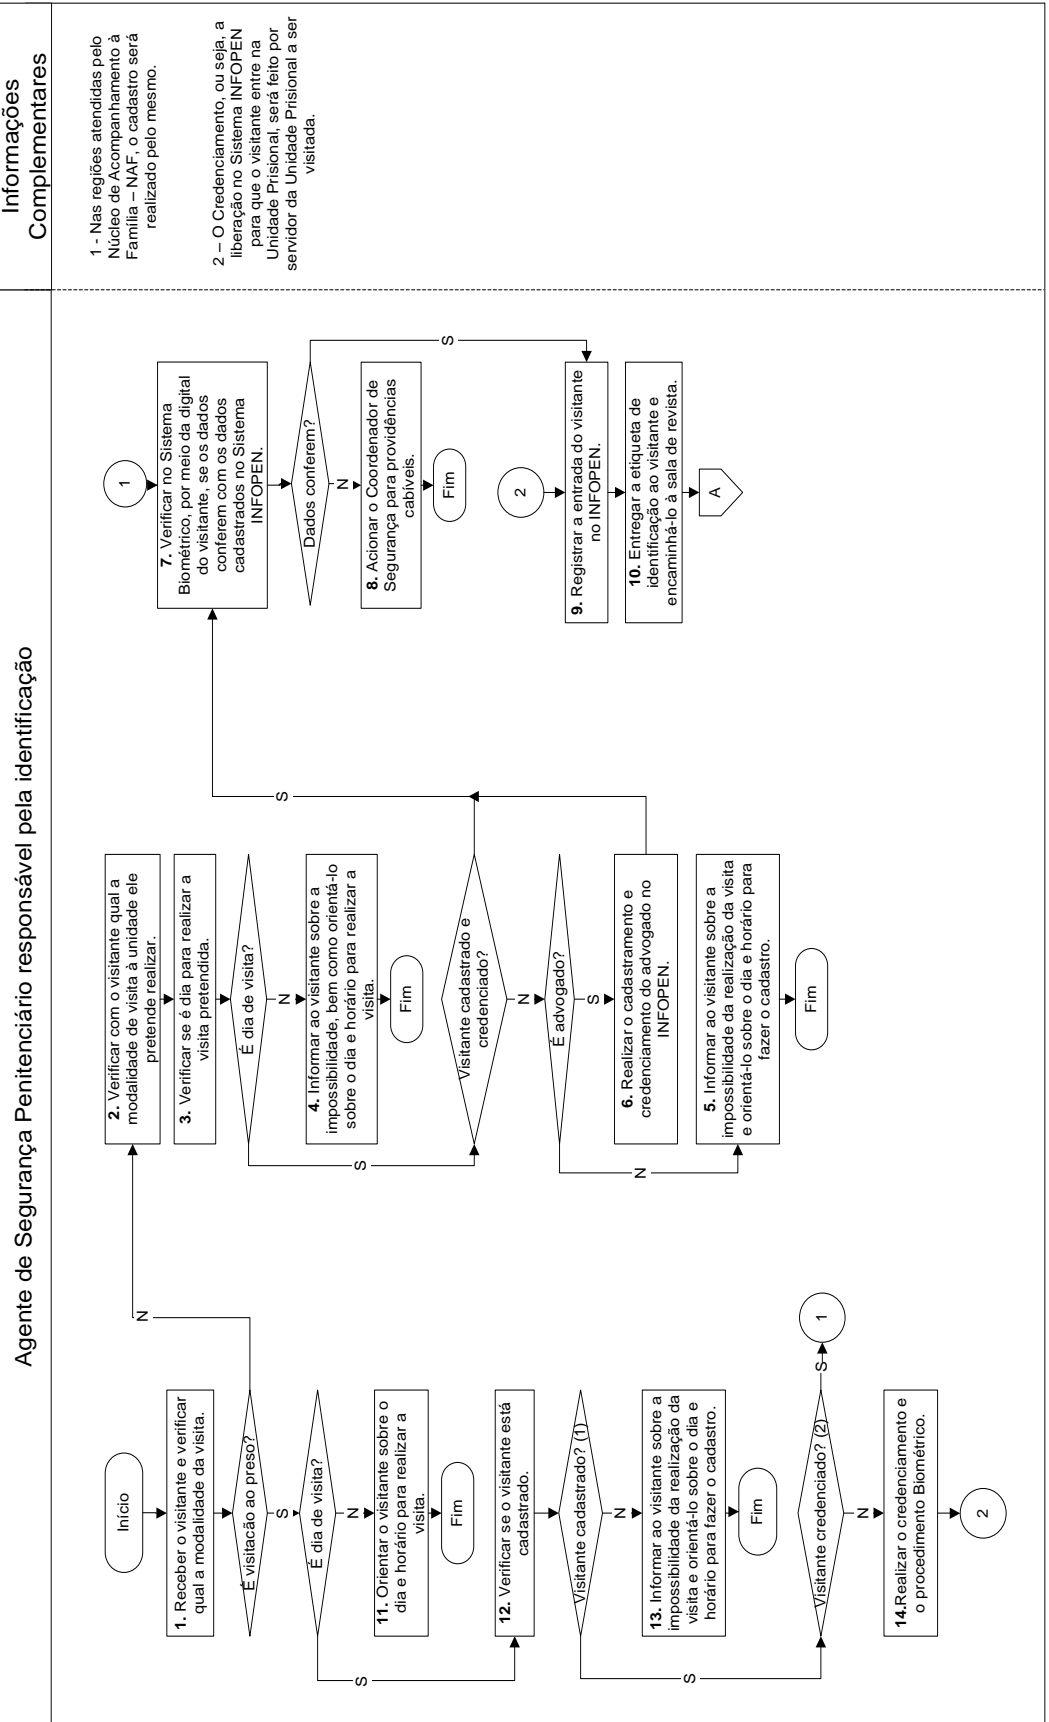 Agente de Segurança Penitenciário responsável pela identificação
Informações
Complementares
Início
1. Receber o visitante e verificar
qual a modalidade da visita.
É visitação ao preso?
N
S
É dia de visita?
N
S
11. Orientar o visitante sobre o
dia e horário para realizar a
visita.
Fim
12. Verificar se o visitante está
cadastrado.
Visitante cadastrado? (1)
N
S
13. Informar ao visitante sobre a
impossibilidade da realização da
visita e orientá-lo sobre o dia e
horário para fazer o cadastro.
Fim
Visitante credenciado? (2)
S
1
N
14.Realizar o credenciamento e
o procedimento Biométrico.
2
2. Verificar com o visitante qual a
modalidade de visita à unidade ele
pretende realizar.
3. Verificar se é dia para realizar a
visita pretendida.
É dia de visita?
N
S
4. Informar ao visitante sobre a
impossibilidade, bem como orientá-lo
sobre o dia e horário para realizar a
visita.
Fim
Visitante cadastrado e
credenciado?
S
N
É advogado?
S
N
6. Realizar o cadastramento e
credenciamento do advogado no
INFOPEN.
5. Informar ao visitante sobre a
impossibilidade da realização da visita
e orientá-lo sobre o dia e horário para
fazer o cadastro.
Fim
1
7. Verificar no Sistema
Biométrico, por meio da digital
do visitante, se os dados
conferem com os dados
cadastrados no Sistema
INFOPEN.
Dados conferem?
N
S
8. Acionar o Coordenador de
Segurança para providências
cabíveis.
Fim
2
9. Registrar a entrada do visitante
no INFOPEN.
10. Entregar a etiqueta de
identificação ao visitante e
encaminhá-lo à sala de revista.
A
1 - Nas regiões atendidas pelo
Núcleo de Acompanhamento à
Família – NAF, o cadastro será
realizado pelo mesmo.
2 – O Credenciamento, ou seja, a
liberação no Sistema INFOPEN
para que o visitante entre na
Unidade Prisional, será feito por
servidor da Unidade Prisional a ser
visitada.